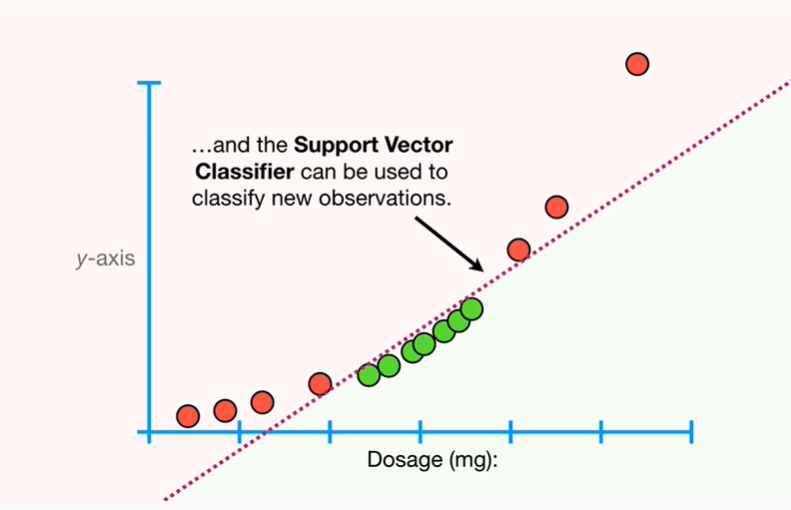 …and the Support Vector
Classifier can be used to
classify new observations.
y-axis
Dosage (mg):